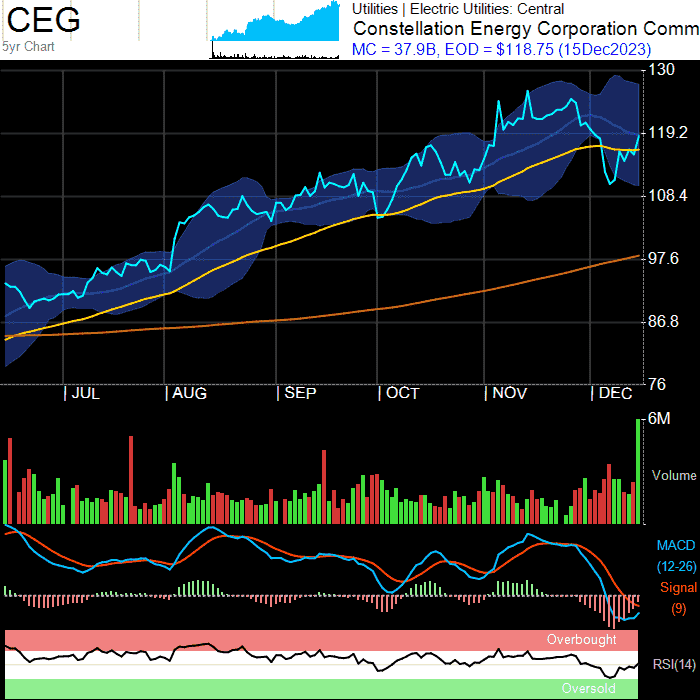 CEG
5yr Chart
Utilities | Electric Utilities: Central
Constellation Energy Corporation Comm
MC = 37.9B, EOD = $118.75 (15Dec2023)
130
119.2
108.4
97.6
86.8
76
| JUL | AUG | SEP | OCT | NOV | DEC
6M
Volume
MACD
(12-26)
Signal
(9)
Overbought
RSI(14)
Oversold